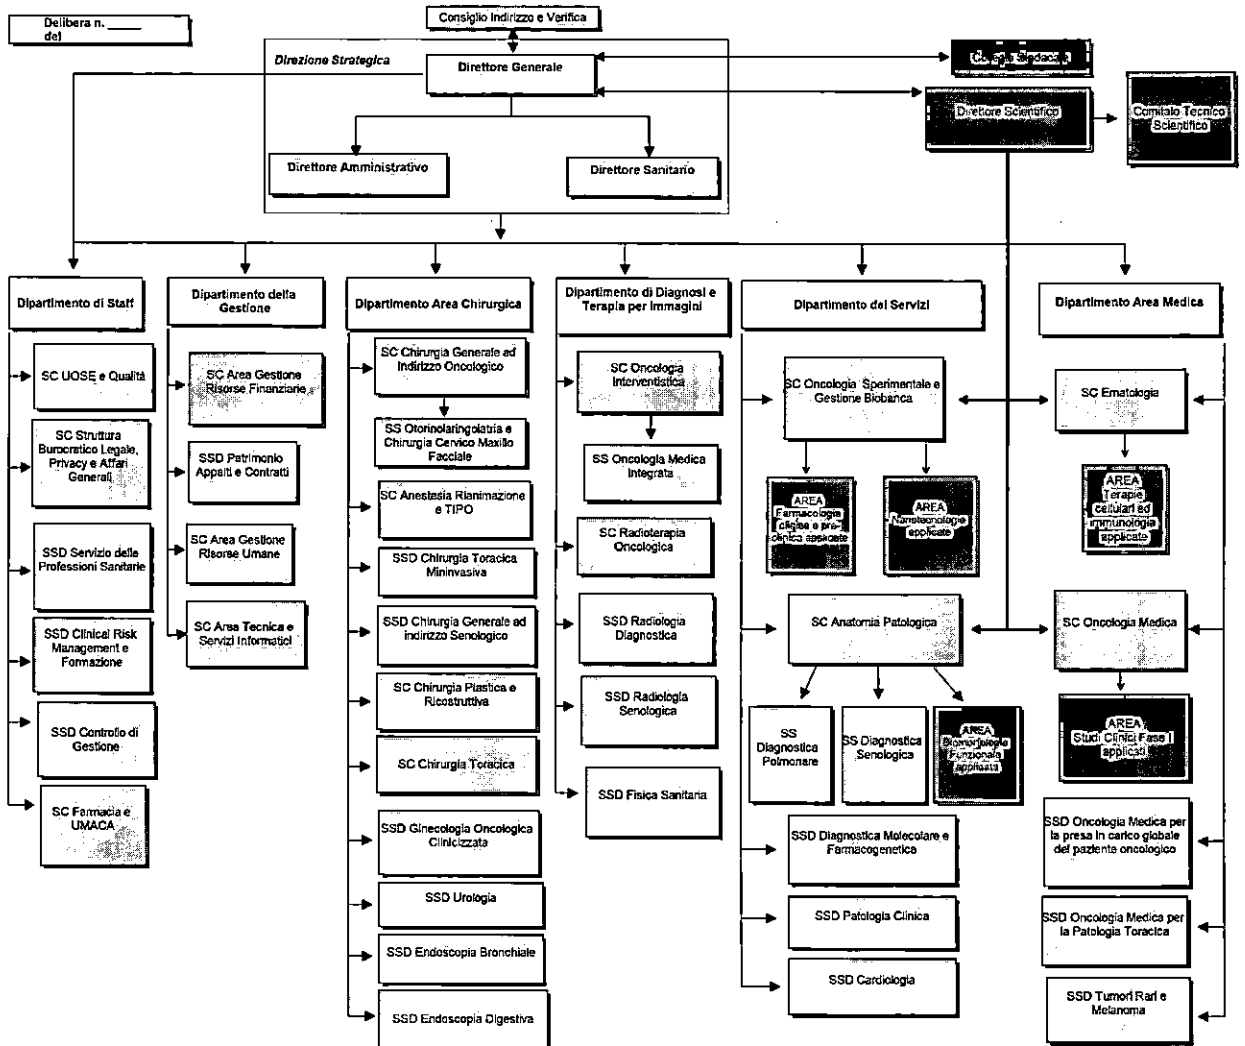 Delibera n. ______
del
Consiglio Indirizzo e Verifica
Direzione Strategica
Direttore Generale
Collegio Sindacale
Direttore Scientifico
Comitato Tecnico
Scientifico
Direttore Amministrativo
Direttore Sanitario
Dipartimento di Staff
SC UOSE e Qualità
SC Struttura
Burocratico Legale,
Privacy e Affari
Generali
SSD Servizio delle
Professioni Sanitarie
SSD Clinical Risk
Management e
Formazione
SSD Controllo di
Gestione
SC Farmacia e
UMACA
Dipartimento della
Gestione
SC Area Gestione
Risorse Finanziarie
SSD Patrimonio
Appalti e Contratti
SC Area Gestione
Risorse Umane
SC Area Tecnica e
Servizi Informatici
Dipartimento Area Chirurgica
SC Chirurgia Generale ad
Indirizzo Oncologico
SS Otorinolaringoiatria e
Chirurgia Cervico Maxillo
Facciale
SC Anestesia Rianimazione
e TIPO
SSD Chirurgia Toracica
Mininvasiva
SSD Chirurgia Generale ad
indirizzo Senologico
SC Chirurgia Plastica e
Ricostruttiva
SC Chirurgia Toracica
SSD Ginecologia Oncologica
Clinicizzata
SSD Urologia
SSD Endoscopia Bronchiale
SSD Endoscopia Digestiva
Dipartimento di Diagnosi e
Terapia per Immagini
SC Oncologia
Interventistica
SS Oncologia Medica
Integrata
SC Radioterapia
Oncologica
SSD Radiologia
Diagnostica
SSD Radiologia
Senologica
SSD Fisica Sanitaria
Dipartimento dei Servizi
SC Oncologia Sperimentale e
Gestione Biobanca
AREA
Farmacologia
clinica e pre-
clinica applicate
AREA
Nanotecnologie
applicate
SC Anatomia Patologica
SS
Diagnostica
Polmonare
SS Diagnostica
Senologica
AREA
Biomorfologia
Funzionale
applicata
SSD Diagnostica Molecolare e
Farmacogenetica
SSD Patologia Clinica
SSD Cardiologia
Dipartimento Area Medica
SC Ematologia
AREA
Terapie
cellulari ed
immunologia
applicate
SC Oncologia Medica
AREA
Studi Clinici Fase I
applicati
SSD Oncologia Medica per
la presa in carico globale
del paziente oncologico
SSD Oncologia Medica per
la Patologia Toracica
SSD Tumori Rari e
Melanoma